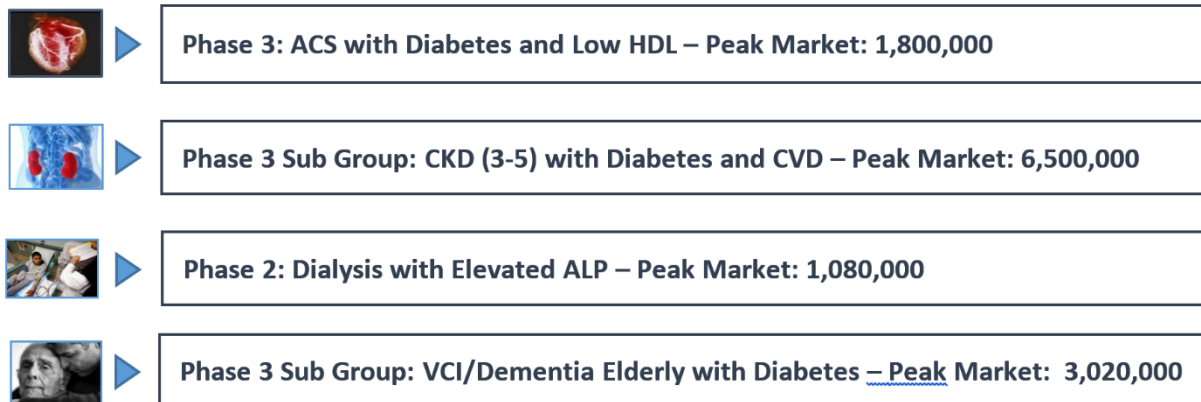 Phase 3: ACS with Diabetes and Low HDL – Peak Market: 1,800,000
Phase 3 Sub Group: CKD (3-5) with Diabetes and CVD – Peak Market: 6,500,000
Phase 2: Dialysis with Elevated ALP – Peak Market: 1,080,000
Phase 3 Sub Group: VCI/Dementia Elderly with Diabetes – Peak Market: 3,020,000